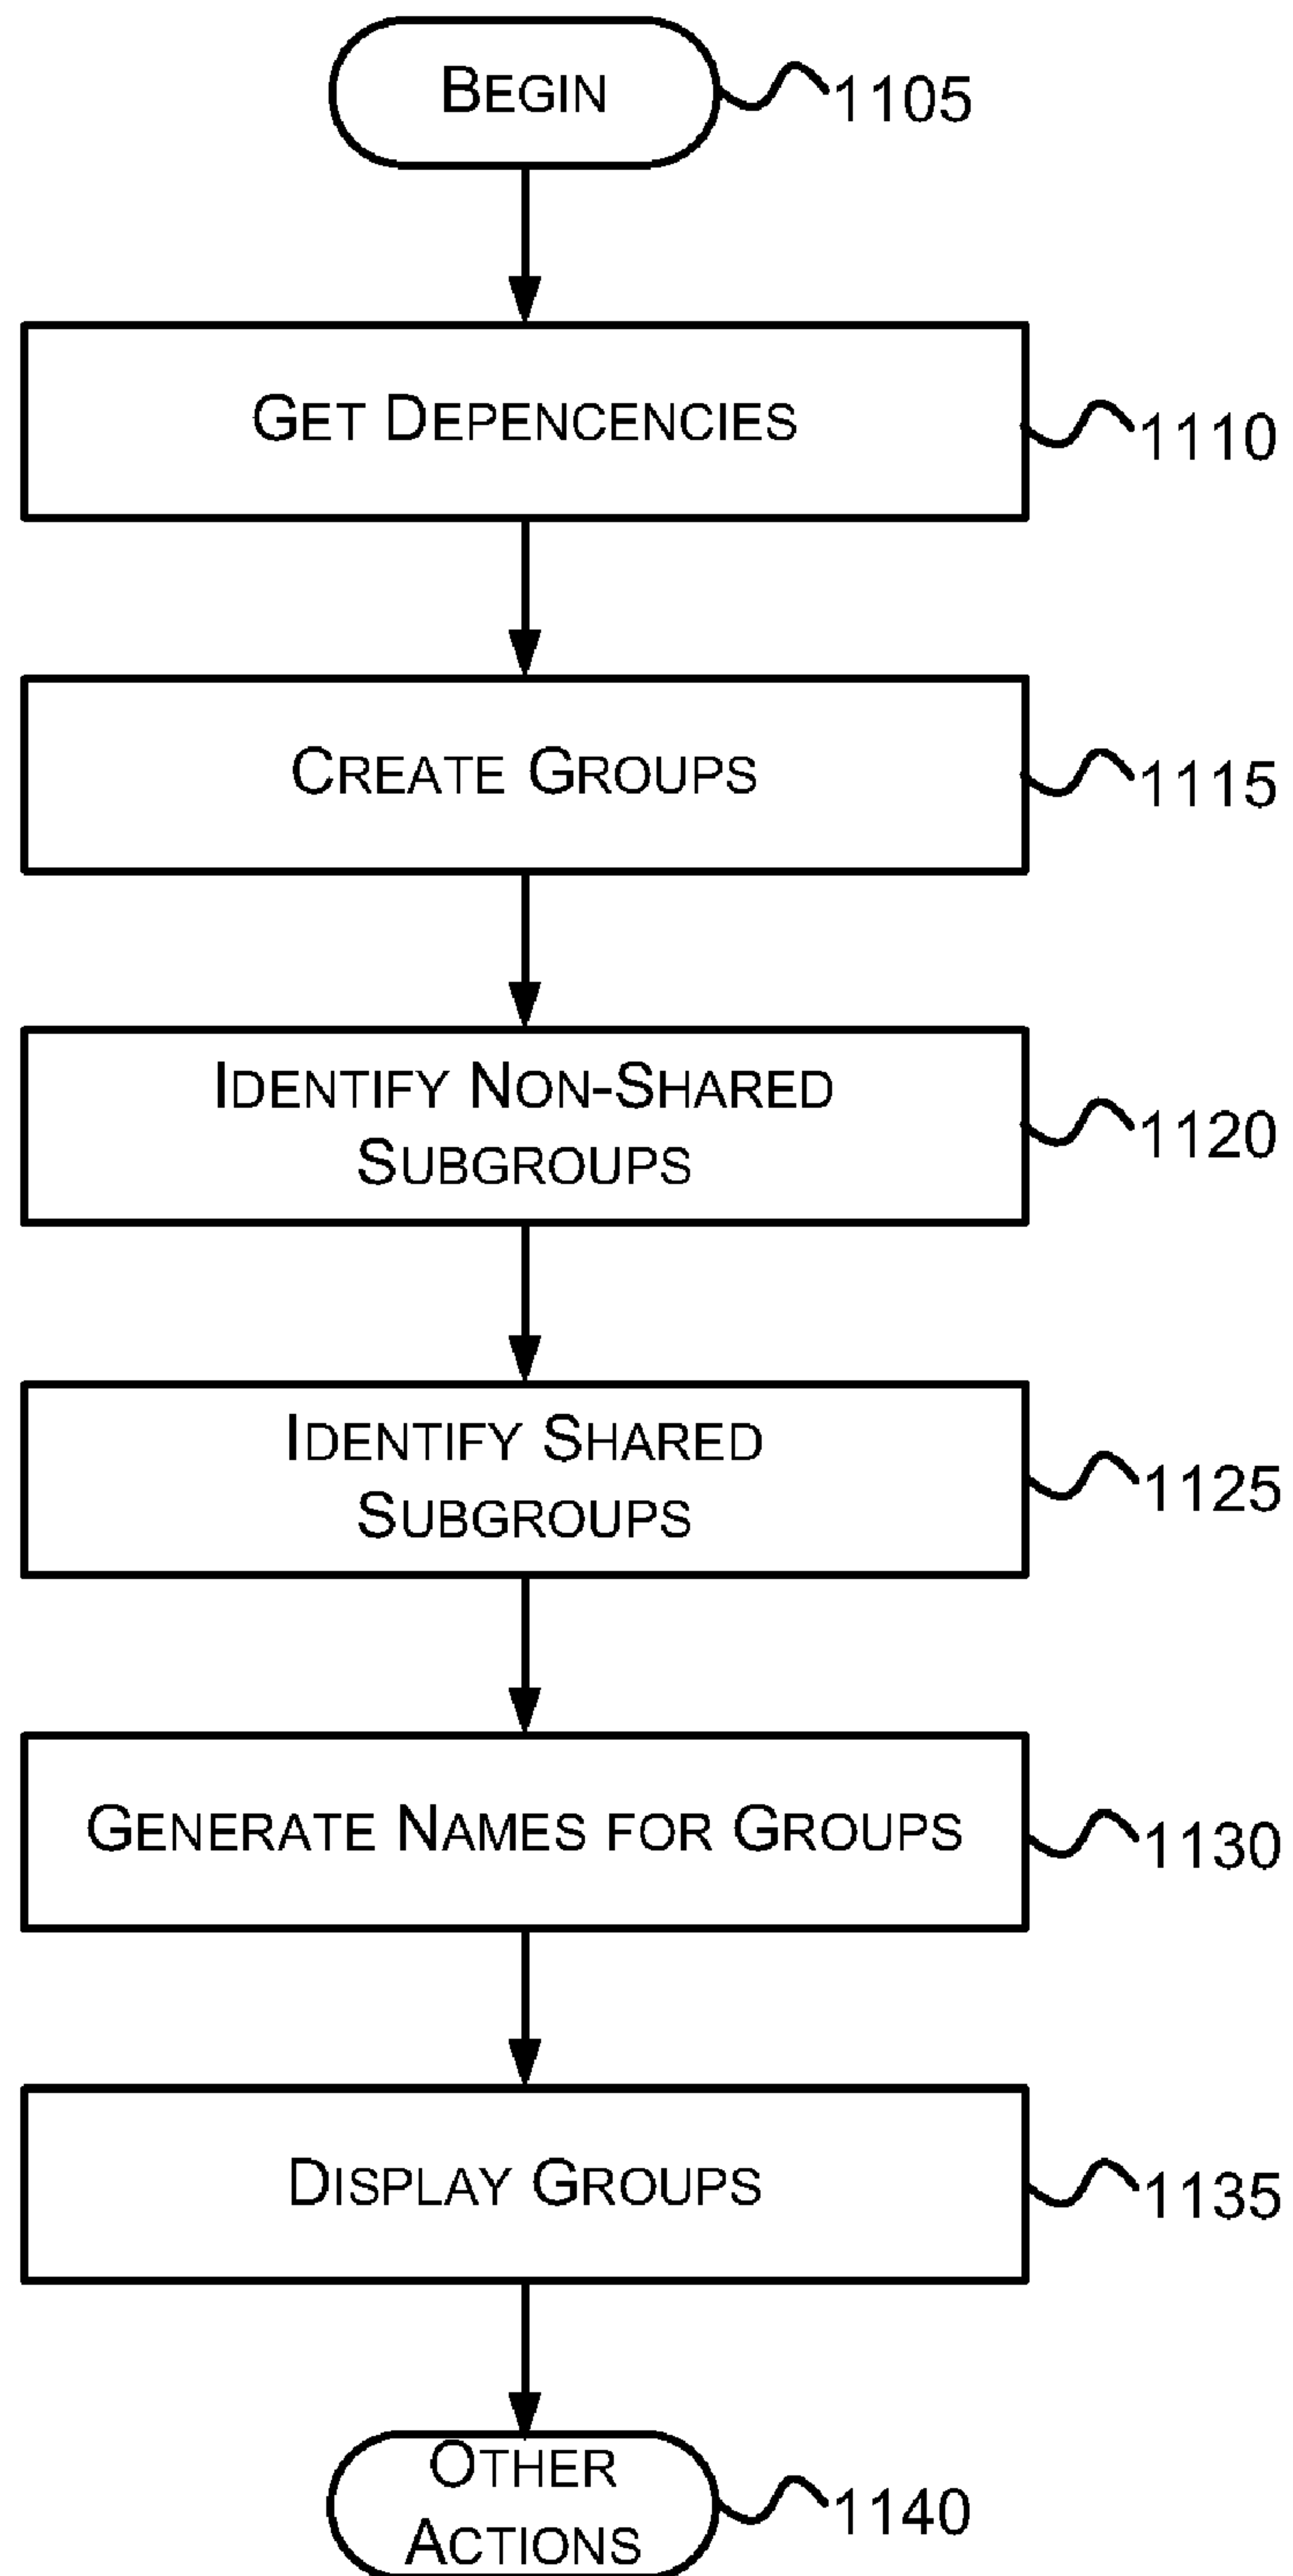 BEGIN
1105
GET DEPENCENCIES
1110
CREATE GROUPS
1115
IDENTIFY NON-SHARED
SUBGROUPS
1120
IDENTIFY SHARED
SUBGROUPS
1125
GENERATE NAMES FOR GROUPS
1130
DISPLAY GROUPS
1135
OTHER
ACTIONS
1140